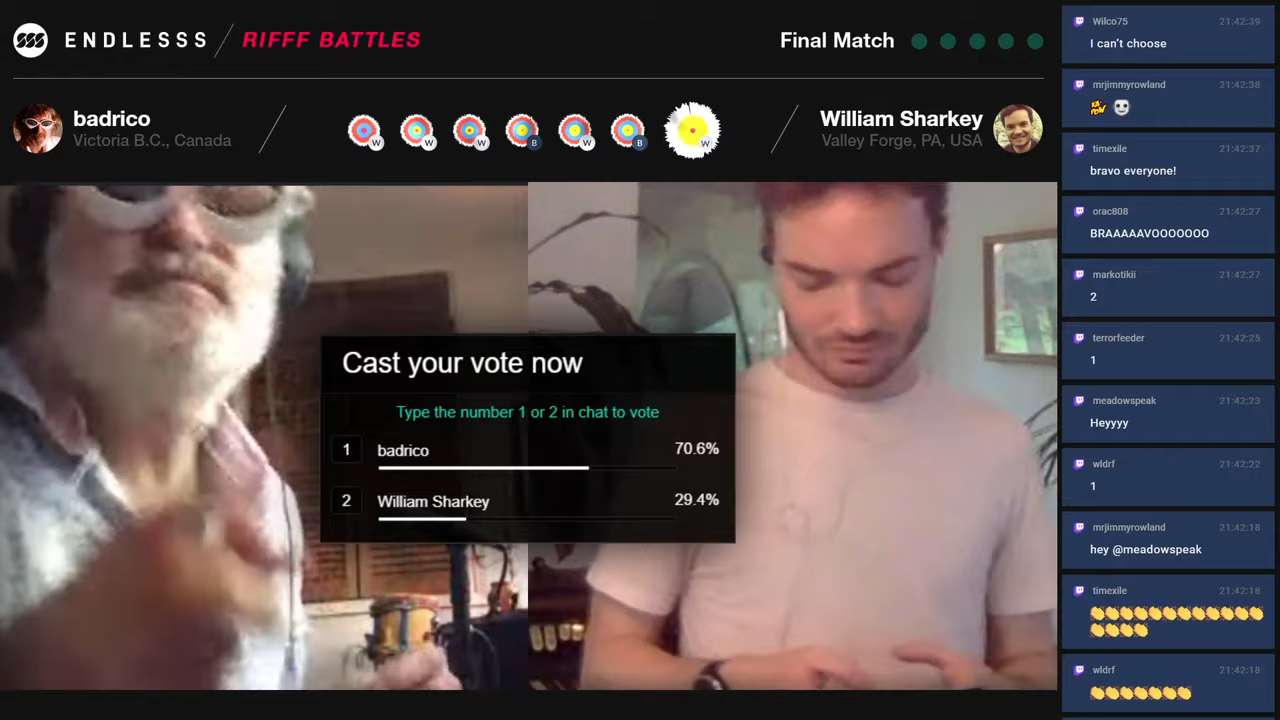 ENDLESSS / RIFFF BATTLES
Final Match
badrico
Victoria B.C., Canada
W W W B W B W
William Sharkey
Valley Forge, PA, USA
Cast your vote now
Type the number 1 or 2 in chat to vote
1 badrico 70.6%
2 William Sharkey 29.4%
Wilco75 21:42:39
I can't choose
mrjimmyrowland 21:42:38
KA POW
timexile 21:42:37
bravo everyone!
orac808 21:42:27
BRAAAAAVOOOOOOO
markotikii 21:42:27
2
terrorfeeder 21:42:25
1
meadowspeak 21:42:23
Heyyyy
wldrf 21:42:22
1
mrjimmyrowland 21:42:18
hey @meadowspeak
timexile 21:42:18
👏👏👏👏👏👏👏👏👏👏👏👏
👏👏👏👏
wldrf 21:42:18
👏👏👏👏👏👏👏